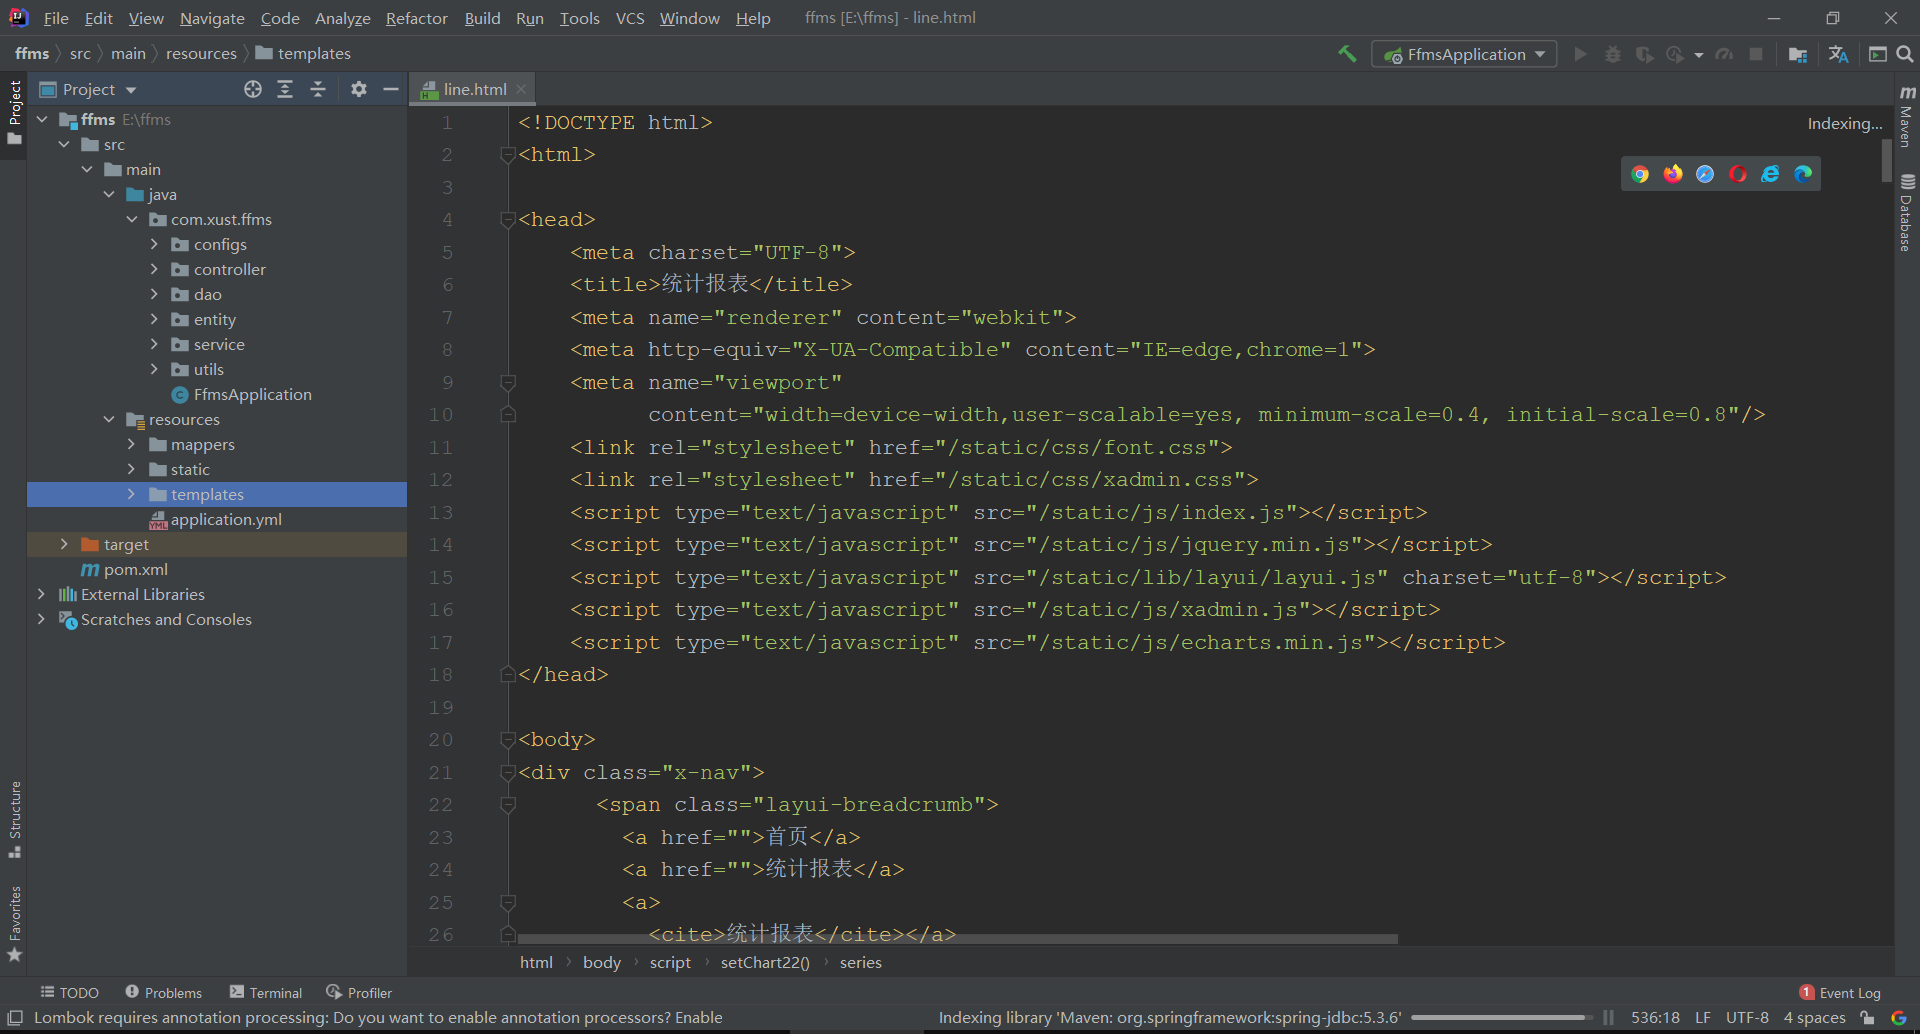 File Edit View Navigate Code Analyze Refactor Build Run Tools VCS Window Help ffms [E:\ffms] - line.html
ffms src main resources templates FfmsApplication
Project
line.html
Project
Structure
Favorites
ffms E:\ffms
src
main
java
com.xust.ffms
configs
controller
dao
entity
service
utils
FfmsApplication
resources
mappers
static
templates
application.yml
target
pom.xml
External Libraries
Scratches and Consoles
Indexing...
Maven
Database
1 <!DOCTYPE html>
2 <html>
3
4 <head>
5 <meta charset="UTF-8">
6 <title>统计报表</title>
7 <meta name="renderer" content="webkit">
8 <meta http-equiv="X-UA-Compatible" content="IE=edge,chrome=1">
9 <meta name="viewport"
10 content="width=device-width,user-scalable=yes, minimum-scale=0.4, initial-scale=0.8"/>
11 <link rel="stylesheet" href="/static/css/font.css">
12 <link rel="stylesheet" href="/static/css/xadmin.css">
13 <script type="text/javascript" src="/static/js/index.js"></script>
14 <script type="text/javascript" src="/static/js/jquery.min.js"></script>
15 <script type="text/javascript" src="/static/lib/layui/layui.js" charset="utf-8"></script>
16 <script type="text/javascript" src="/static/js/xadmin.js"></script>
17 <script type="text/javascript" src="/static/js/echarts.min.js"></script>
18 </head>
19
20 <body>
21 <div class="x-nav">
22 <span class="layui-breadcrumb">
23 <a href="">首页</a>
24 <a href="">统计报表</a>
25 <a>
26 <cite>统计报表</cite></a>
html body script setChart22() series
TODO Problems Terminal Profiler 1 Event Log
Lombok requires annotation processing: Do you want to enable annotation processors? Enable Indexing library 'Maven: org.springframework:spring-jdbc:5.3.6' 536:18 LF UTF-8 4 spaces